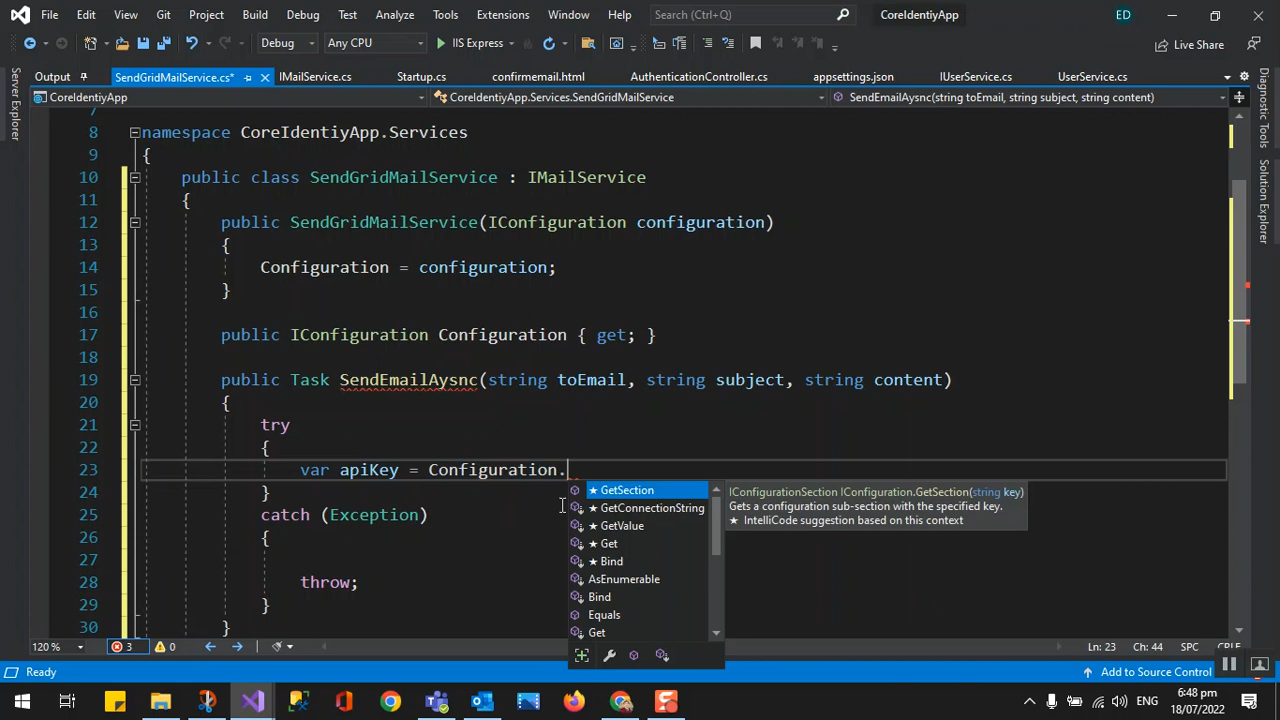 File Edit View Git Project Build Debug Test Analyze Tools Extensions Window Help Search (Ctrl+Q) CoreIdentiyApp ED
Debug Any CPU IIS Express Live Share
Output SendGridMailService.cs* IMailService.cs Startup.cs confirmemail.html AuthenticationController.cs appsettings.json IUserService.cs UserService.cs
CoreIdentiyApp CoreIdentiyApp.Services.SendGridMailService SendEmailAysnc(string toEmail, string subject, string content)
Server Explorer
Diagnostic Tools
Solution Explorer
7
8 namespace CoreIdentiyApp.Services
9 {
10 public class SendGridMailService : IMailService
11 {
12 public SendGridMailService(IConfiguration configuration)
13 {
14 Configuration = configuration;
15 }
16
17 public IConfiguration Configuration { get; }
18
19 public Task SendEmailAysnc(string toEmail, string subject, string content)
20 {
21 try
22 {
23 var apiKey = Configuration.
24 }
25 catch (Exception)
26 {
27
28 throw;
29 }
30 }
★ GetSection
★ GetConnectionString
★ GetValue
★ Get
★ Bind
AsEnumerable
Bind
Equals
Get
IConfigurationSection IConfiguration.GetSection(string key)
Gets a configuration sub-section with the specified key.
★ IntelliCode suggestion based on this context
120 % 3 0 Ln: 23 Ch: 44 SPC CRLF
Ready Add to Source Control
ENG 6:48 pm
18/07/2022